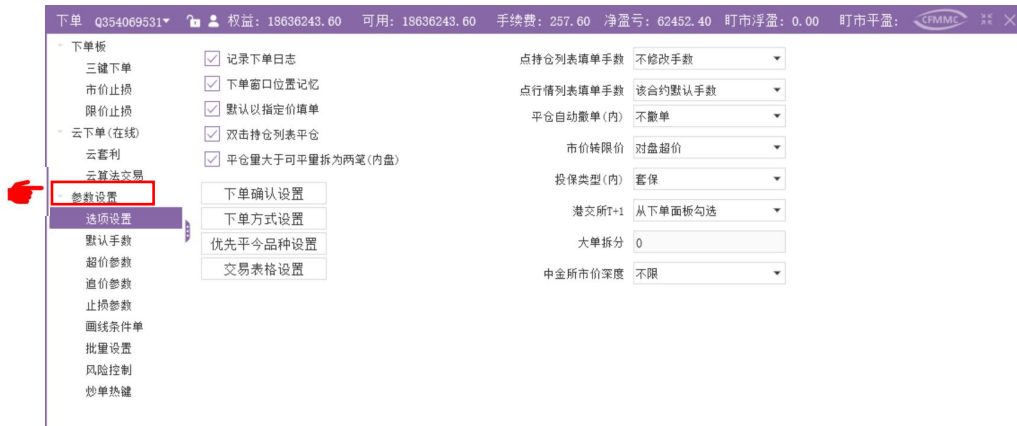 下单 Q354069531 权益: 18636243.60 可用: 18636243.60 手续费: 257.60 净盈亏: 62452.40 盯市浮盈: 0.00 盯市平盈: CFMMC
下单板
三键下单
市价止损
限价止损
云下单(在线)
云套利
云算法交易
参数设置
选项设置
默认手数
超价参数
追价参数
止损参数
画线条件单
批量设置
风险控制
炒单热键
记录下单日志
下单窗口位置记忆
默认以指定价填单
双击持仓列表平仓
平仓量大于可平量拆为两笔(内盘)
下单确认设置
下单方式设置
优先平今品种设置
交易表格设置
点持仓列表填单手数 不修改手数
点行情列表填单手数 该合约默认手数
平仓自动撤单(内) 不撤单
市价转限价 对盘超价
投保类型(内) 套保
港交所T+1 从下单面板勾选
大单拆分 0
中金所市价深度 不限